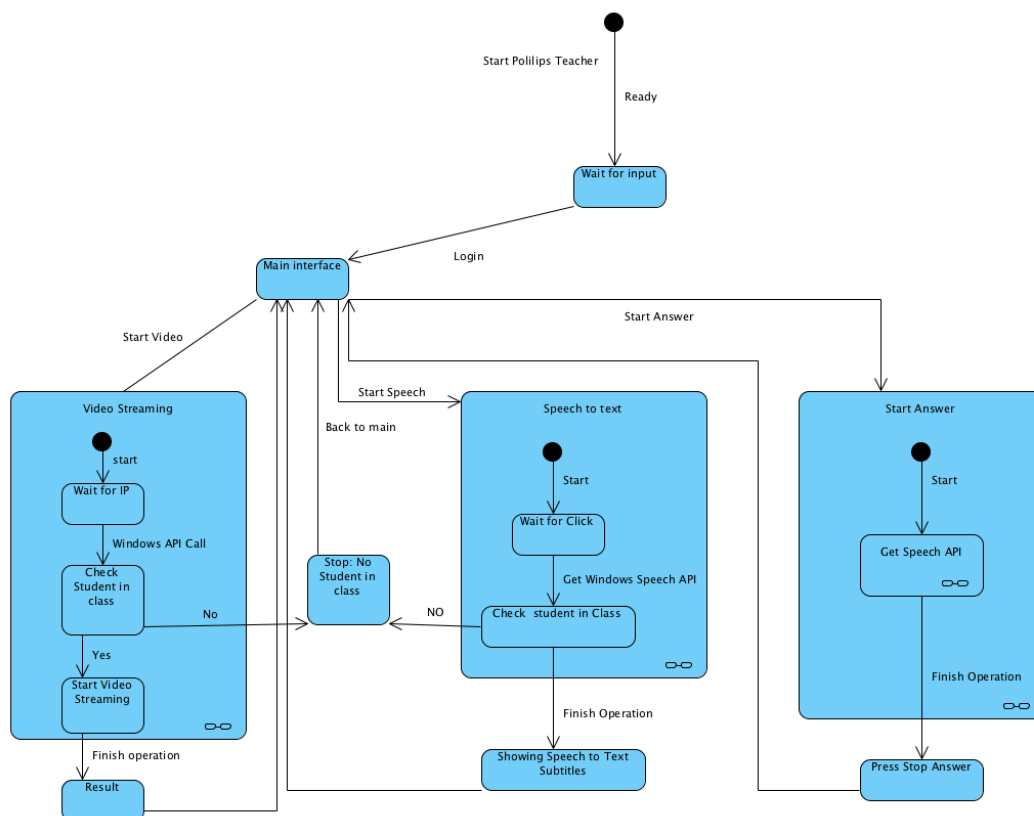 Start Polilips Teacher
Ready
Wait for input
Login
Main interface
Start Video
Start Answer
Start Speech
Back to main
Video Streaming
start
Wait for IP
Windows API Call
Check
Student in
class
No
Yes
Start Video
Streaming
Finish operation
Result
Stop: No
Student in
class
Speech to text
Start
Wait for Click
Get Windows Speech API
Check  student in Class
NO
Finish Operation
Showing Speech to Text
Subtitles
Start Answer
Start
Get Speech API
Finish Operation
Press Stop Answer